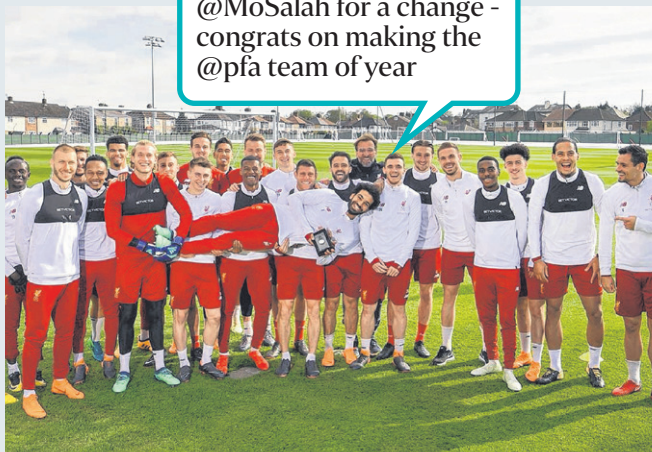 @MoSalah for a change -
congrats on making the
@pfa team of year